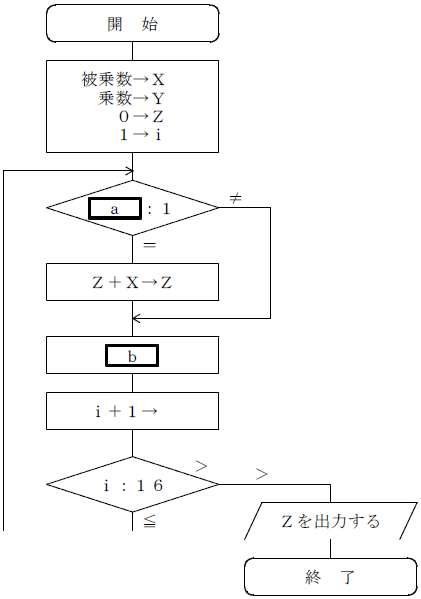 開 始
被乗数→X
乗数→Y
0→Z
1→i
a : 1
≠
=
Z+X→Z
b
i+1→
i : 16
>
>
≦
Zを出力する
終 了